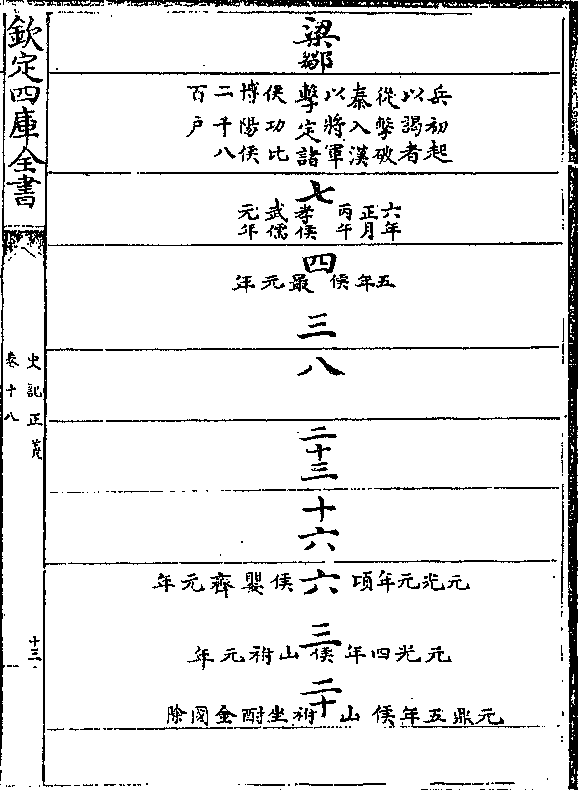 梁鄒
兵初起
以謁者
從擊破
秦入漢
以將軍
擊定諸
侯功比
博陽侯
二千八
百戶
七
六年
正月
丙午
孝侯
武儒
元年
四
五年侯最元年
三
八
二十三
十六
六
元光元年頃侯嬰齊元年
三
元光四年侯山祔元年
二十
元鼎五年侯山祔坐酎金國除
欽定四庫全書
史記正義
卷十八
十三